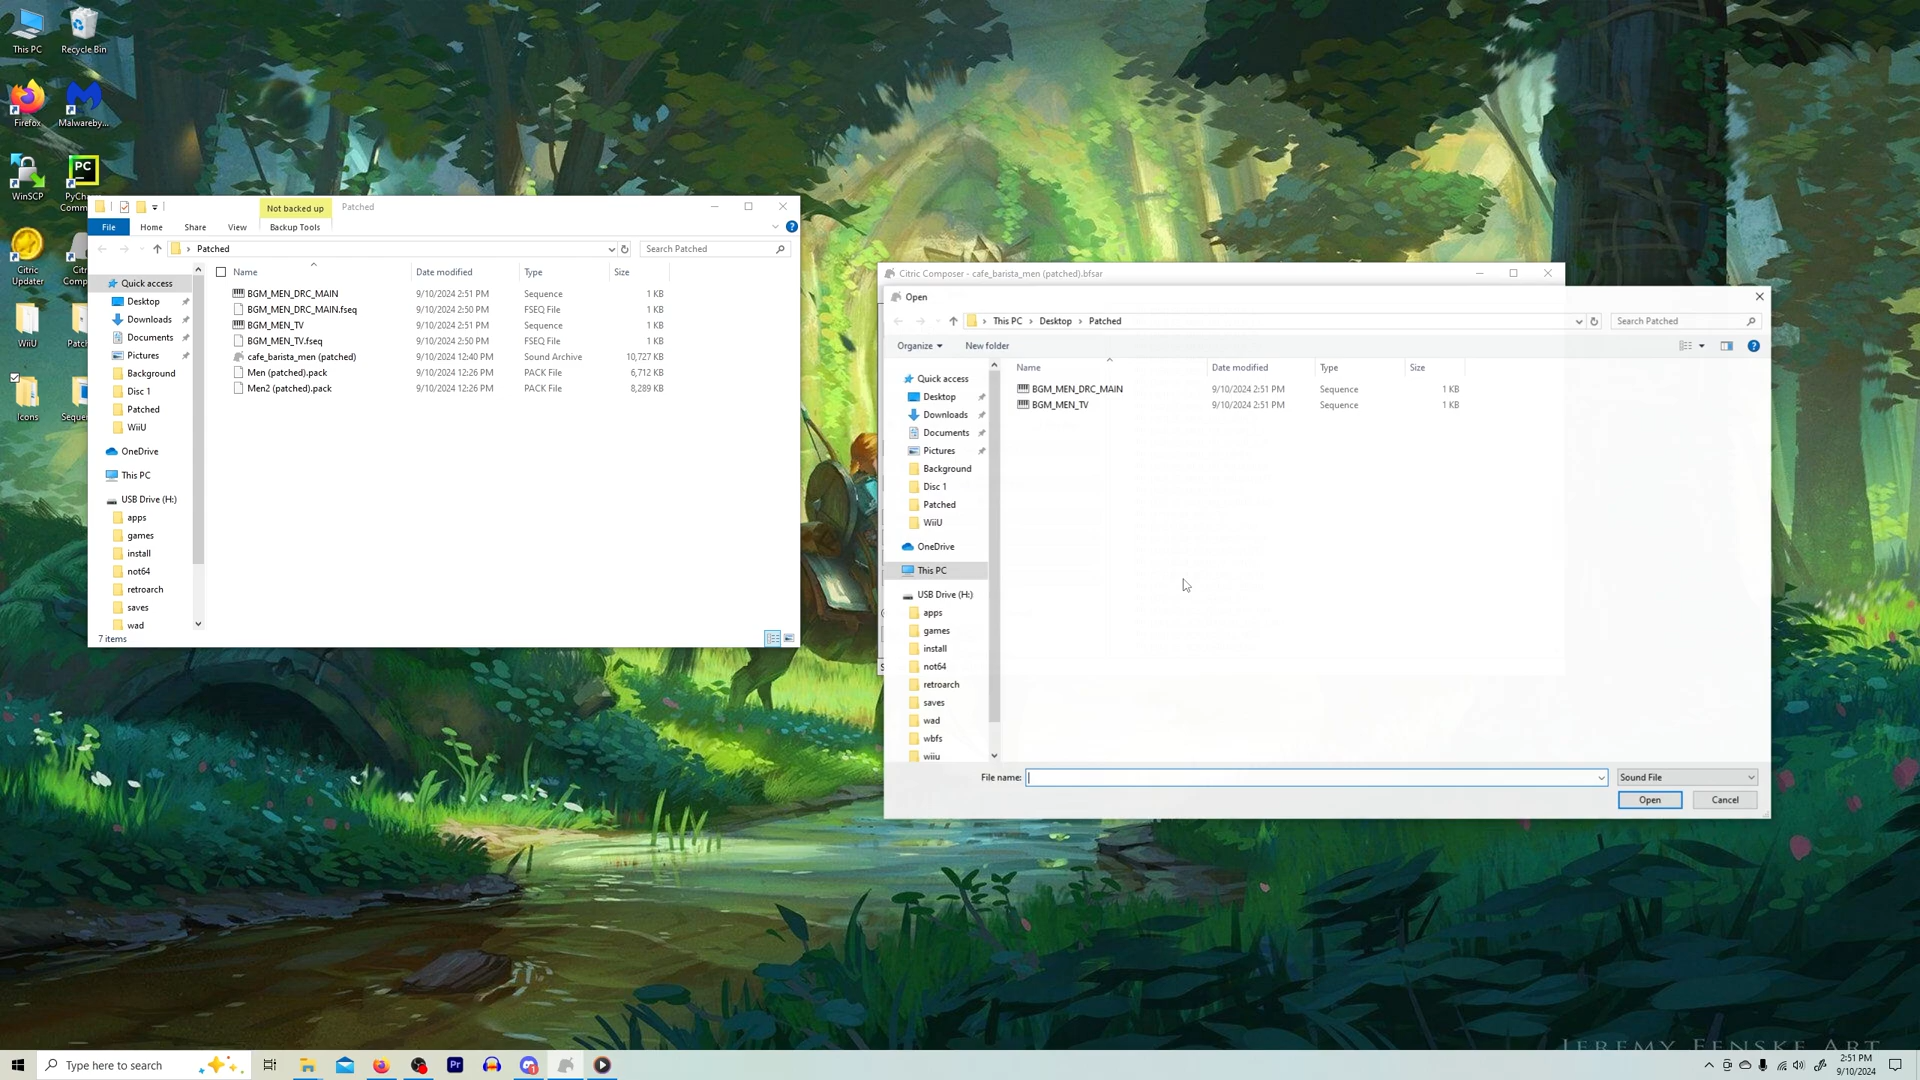 This PC
Recycle Bin
Firefox
Malwareby...
WinSCP
PyCha
Comm
Citric
Updater
Citr
Comp
WiiU
Patch
Icons
Seque
Not backed up
Patched
File
Home
Share
View
Backup Tools
Patched
Search Patched
Name
Date modified
Type
Size
Quick access
Desktop
Downloads
Documents
Pictures
Background
Disc 1
Patched
WiiU
OneDrive
This PC
USB Drive (H:)
apps
games
install
not64
retroarch
saves
wad
BGM_MEN_DRC_MAIN 9/10/2024 2:51 PM Sequence 1 KB
BGM_MEN_DRC_MAIN.fseq 9/10/2024 2:50 PM FSEQ File 1 KB
BGM_MEN_TV 9/10/2024 2:51 PM Sequence 1 KB
BGM_MEN_TV.fseq 9/10/2024 2:50 PM FSEQ File 1 KB
cafe_barista_men (patched) 9/10/2024 12:40 PM Sound Archive 10,727 KB
Men (patched).pack 9/10/2024 12:26 PM PACK File 6,712 KB
Men2 (patched).pack 9/10/2024 12:26 PM PACK File 8,289 KB
7 items
Citric Composer - cafe_barista_men (patched).bfsar
Open
This PC > Desktop > Patched
Search Patched
Organize
New folder
Name
Date modified
Type
Size
Quick access
Desktop
Downloads
Documents
Pictures
Background
Disc 1
Patched
WiiU
OneDrive
This PC
USB Drive (H:)
apps
games
install
not64
retroarch
saves
wad
wbfs
wiiu
BGM_MEN_DRC_MAIN 9/10/2024 2:51 PM Sequence 1 KB
BGM_MEN_TV 9/10/2024 2:51 PM Sequence 1 KB
File name:
Sound File
Open
Cancel
JEREMY FENSKE ART
Type here to search
Pr
2:51 PM
9/10/2024